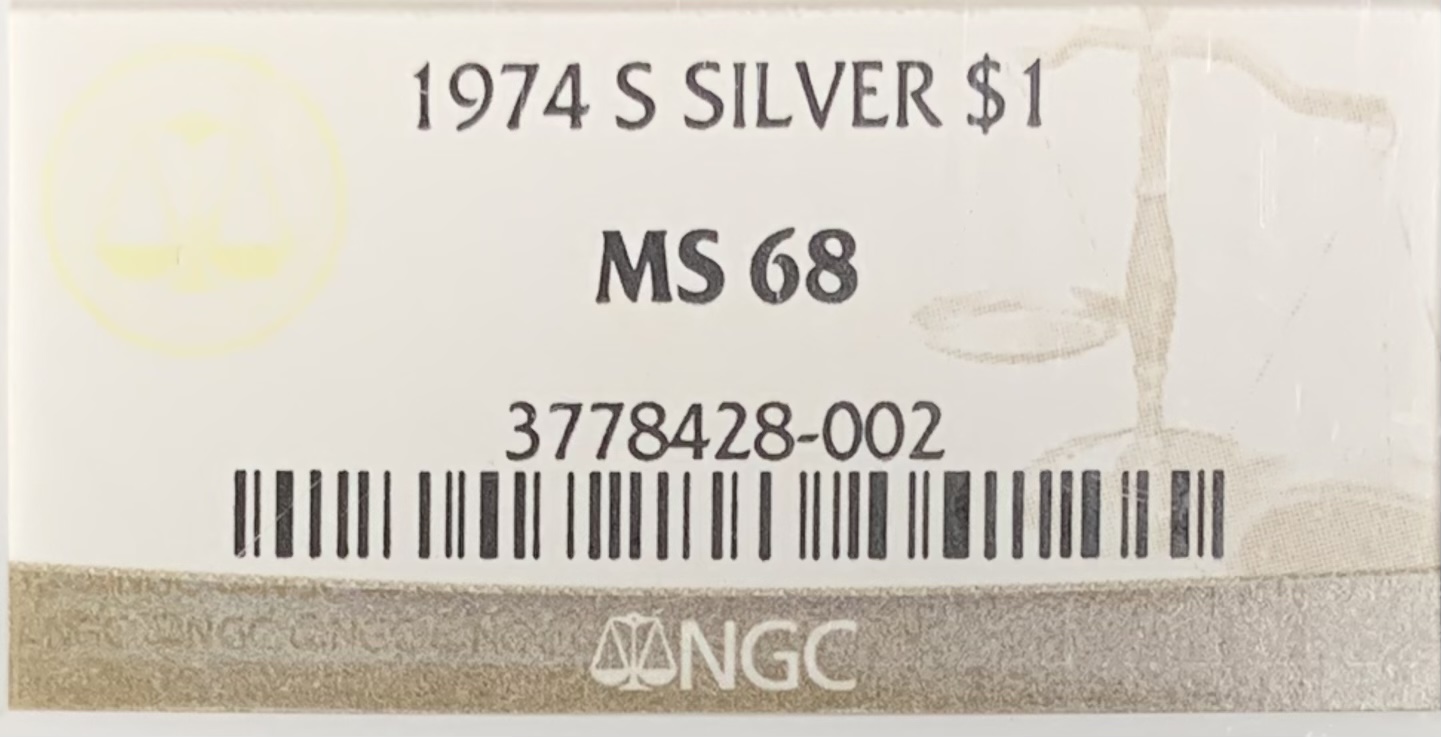 1974 S SILVER $1
MS 68
3778428-002
NGC